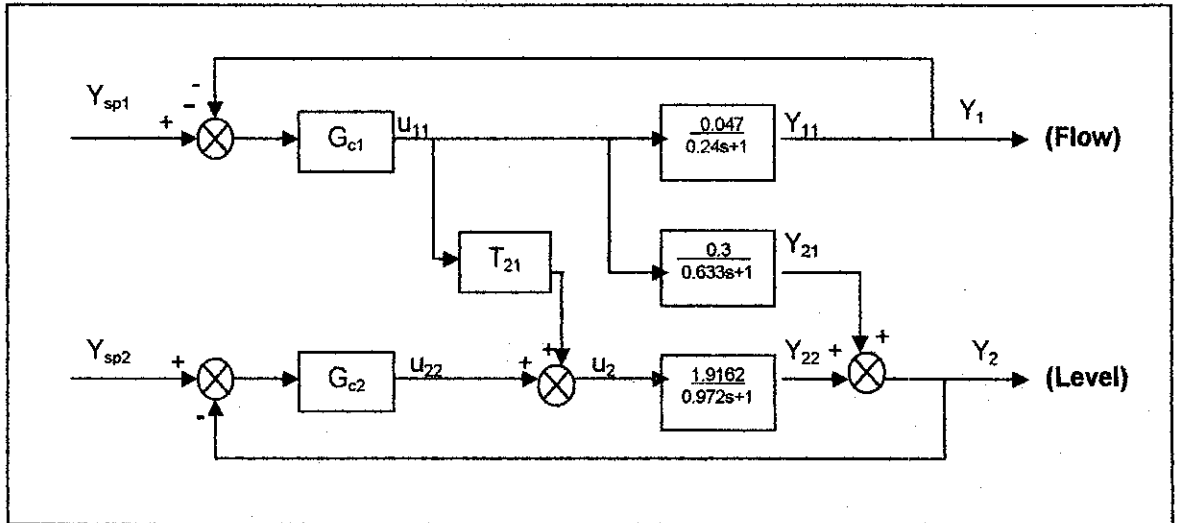 -
Y_sp1
-
+
G_c1
u_11
0.047
0.24s+1
Y_11
Y_1
(Flow)
T_21
0.3
0.633s+1
Y_21
Y_sp2
+
G_c2
u_22
+
+
u_2
1.9162
0.972s+1
Y_22
+
+
Y_2
(Level)
-